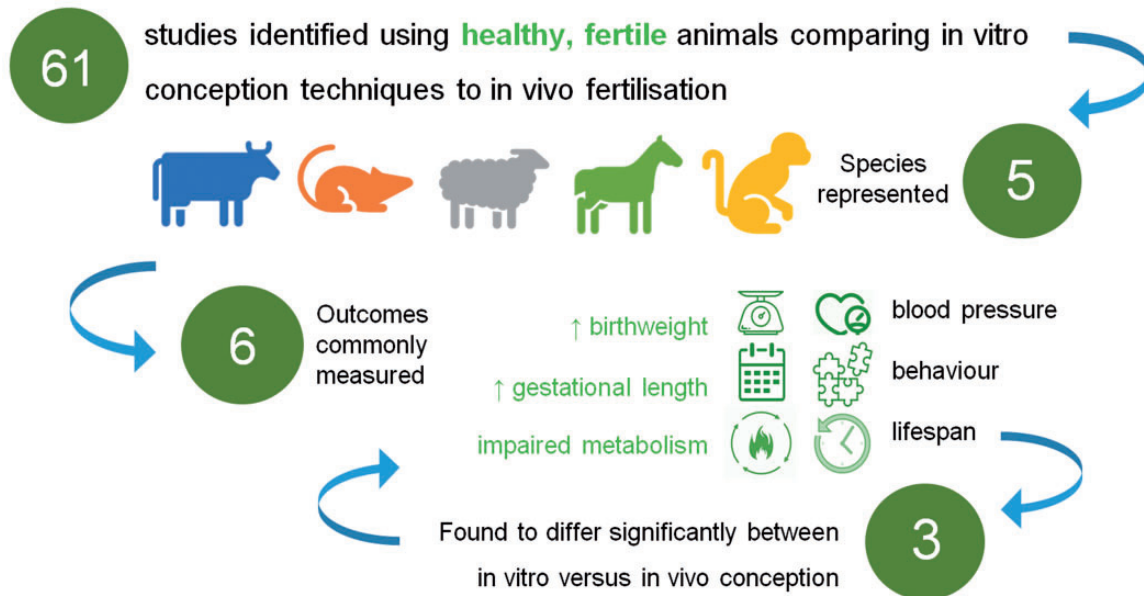 61
studies identified using healthy, fertile animals comparing in vitro
conception techniques to in vivo fertilisation
Species
represented
5
6
Outcomes
commonly
measured
↑ birthweight
blood pressure
↑ gestational length
behaviour
impaired metabolism
lifespan
Found to differ significantly between
in vitro versus in vivo conception
3